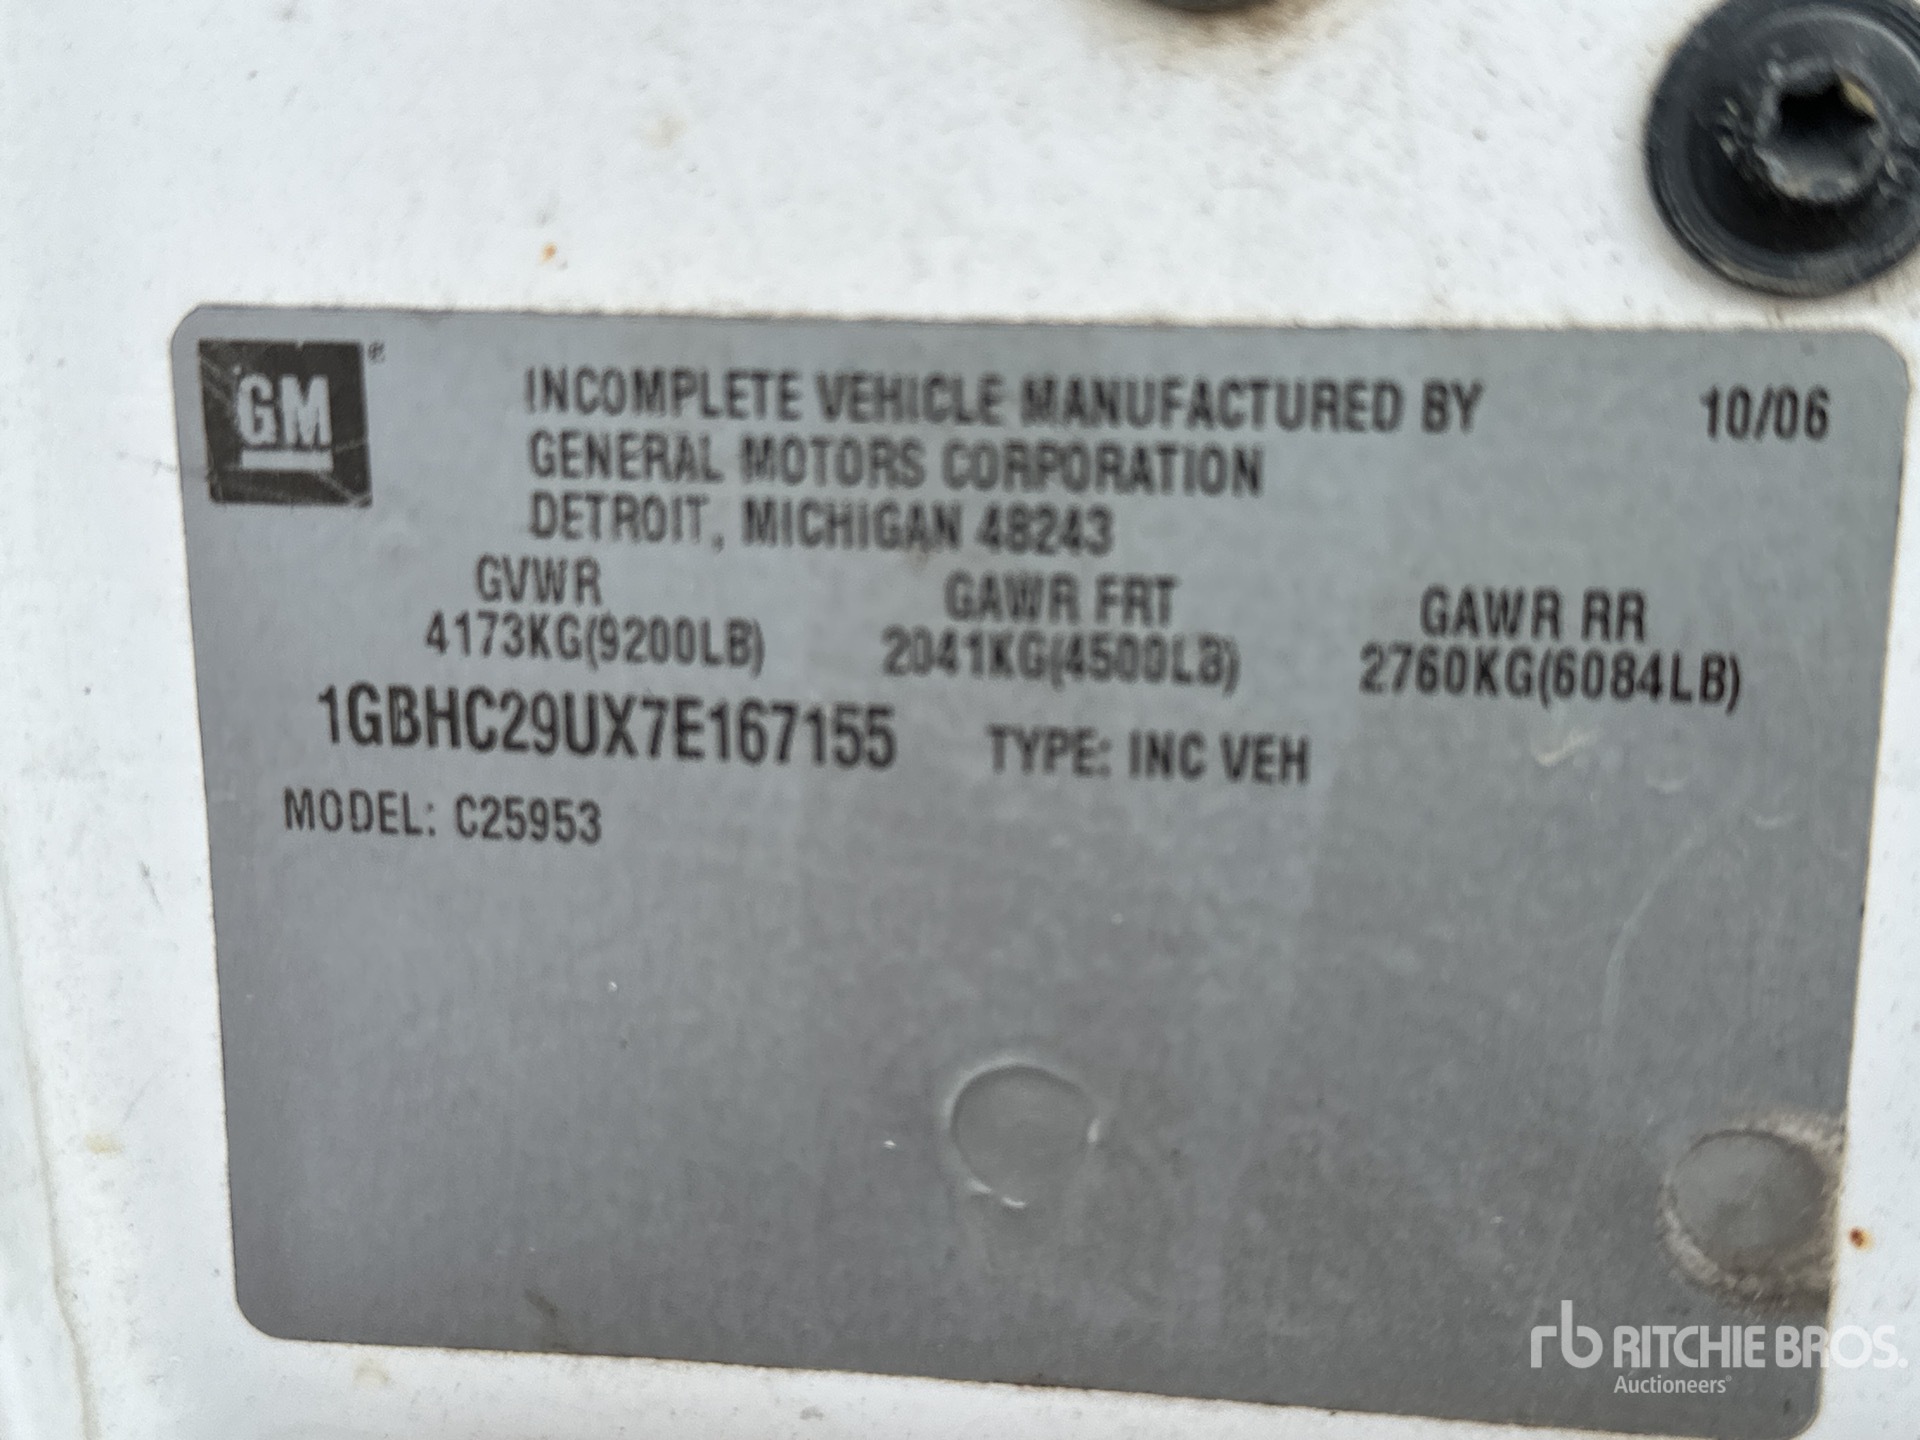 GM ®
INCOMPLETE VEHICLE MANUFACTURED BY 10/06
GENERAL MOTORS CORPORATION
DETROIT, MICHIGAN 48243
GVWR GAWR FRT GAWR RR
4173KG(9200LB) 2041KG(4500LB) 2760KG(6084LB)
1GBHC29UX7E167155 TYPE: INC VEH
MODEL: C25953
rb RITCHIE BROS.
Auctioneers